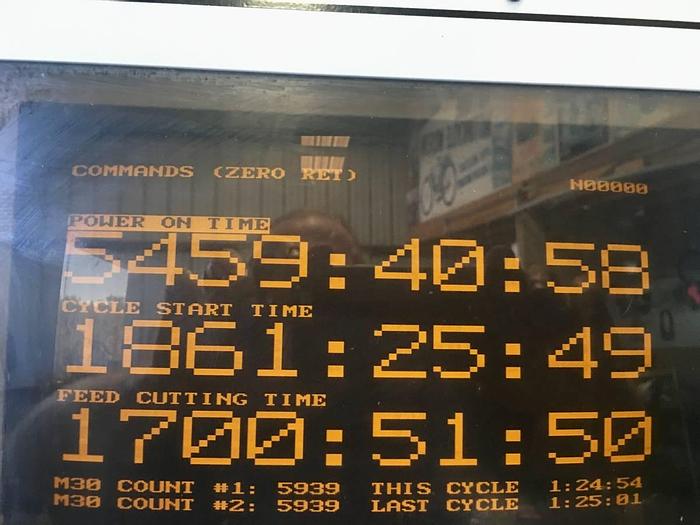 COMMANDS (ZERO RET)
N00000
POWER ON TIME
5459:40:58
CYCLE START TIME
1861:25:49
FEED CUTTING TIME
1700:51:50
M30 COUNT #1: 5939 THIS CYCLE 1:24:54
M30 COUNT #2: 5939 LAST CYCLE 1:25:01